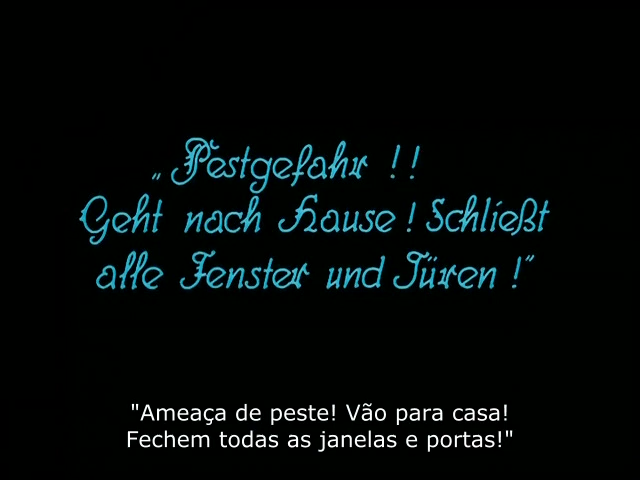 „Pestgefahr !!
Geht nach Hause! Schließt
alle Fenster und Türen!"
"Ameaça de peste! Vão para casa!
Fechem todas as janelas e portas!"